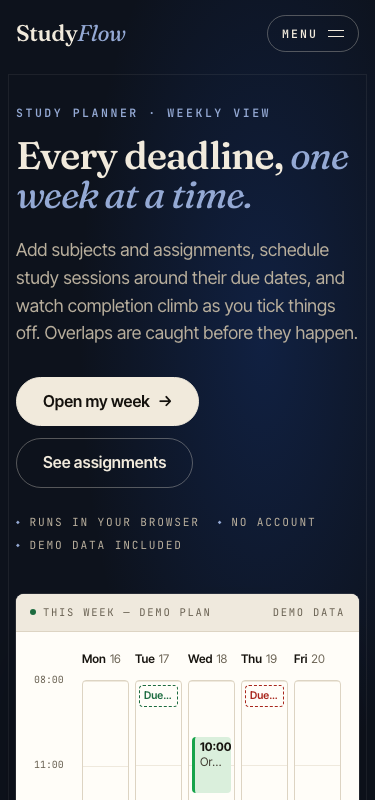 StudyFlow
MENU
STUDY PLANNER · WEEKLY VIEW
Every deadline, one
week at a time.
Add subjects and assignments, schedule
study sessions around their due dates, and
watch completion climb as you tick things
off. Overlaps are caught before they happen.
Open my week →
See assignments
RUNS IN YOUR BROWSER
NO ACCOUNT
DEMO DATA INCLUDED
THIS WEEK — DEMO PLAN
DEMO DATA
Mon 16 Tue 17 Wed 18 Thu 19 Fri 20
08:00
Due...
Due...
10:00
Or...
11:00